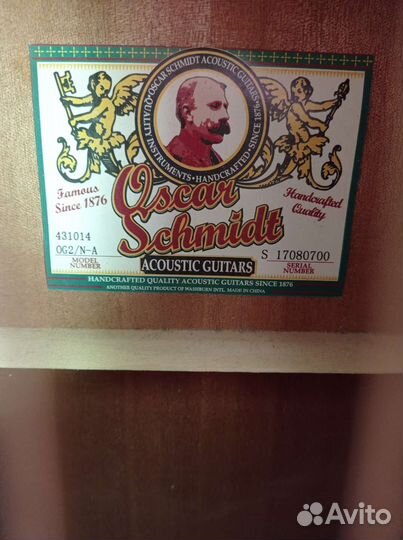 OSCAR SCHMIDT ACOUSTIC GUITARS•
QUALITY INSTRUMENTS•HANDCRAFTED•SINCE 1876
Famous
Since 1876
Oscar
Schmidt
Handcrafted
Quality
431014
OG2/N-A
MODEL
NUMBER
ACOUSTIC GUITARS
S 17080700
SERIAL
NUMBER
HANDCRAFTED QUALITY ACOUSTIC GUITARS SINCE 1876
ANOTHER QUALITY PRODUCT OF WASHBURN INTL. MADE IN CHINA
Avito